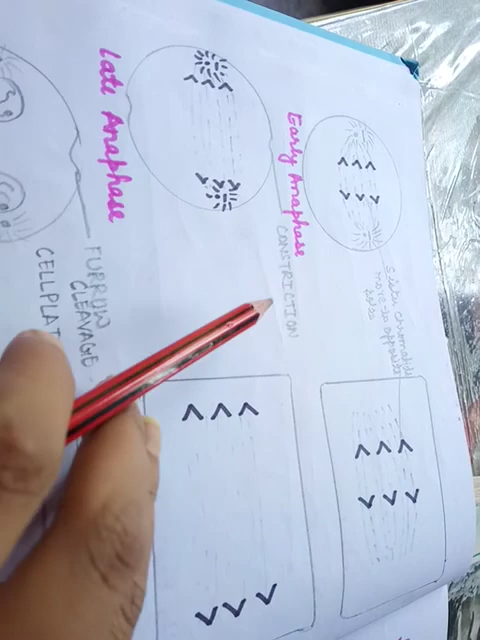 Sister chromatids
move to opposite
poles
Early Anaphase
CONSTRICTION
Late Anaphase
FURROW
CLEAVAGE -
CELLPLAT